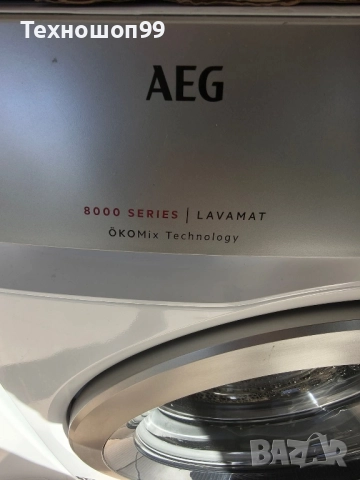 Техношоп99
AEG
8000 SERIES | LAVAMAT
ÖKOMix Technology
BAZAR